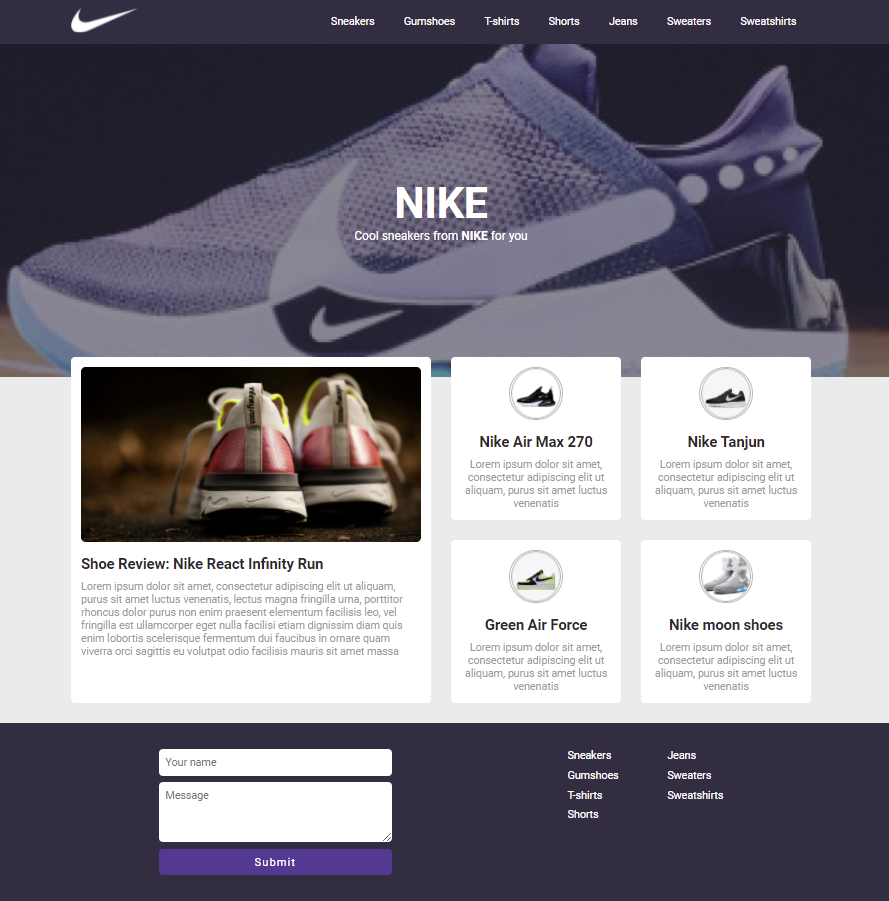 Sneakers Gumshoes T-shirts Shorts Jeans Sweaters Sweatshirts
NIKE
Cool sneakers from NIKE for you
Shoe Review: Nike React Infinity Run
Lorem ipsum dolor sit amet, consectetur adipiscing elit ut aliquam,
purus sit amet luctus venenatis, lectus magna fringilla urna, porttitor
rhoncus dolor purus non enim praesent elementum facilisis leo, vel
fringilla est ullamcorper eget nulla facilisi etiam dignissim diam quis
enim lobortis scelerisque fermentum dui faucibus in ornare quam
viverra orci sagittis eu volutpat odio facilisis mauris sit amet massa
Nike Air Max 270
Lorem ipsum dolor sit amet,
consectetur adipiscing elit ut
aliquam, purus sit amet luctus
venenatis
Nike Tanjun
Lorem ipsum dolor sit amet,
consectetur adipiscing elit ut
aliquam, purus sit amet luctus
venenatis
Green Air Force
Lorem ipsum dolor sit amet,
consectetur adipiscing elit ut
aliquam, purus sit amet luctus
venenatis
Nike moon shoes
Lorem ipsum dolor sit amet,
consectetur adipiscing elit ut
aliquam, purus sit amet luctus
venenatis
Your name
Message
Submit
Sneakers
Gumshoes
T-shirts
Shorts
Jeans
Sweaters
Sweatshirts